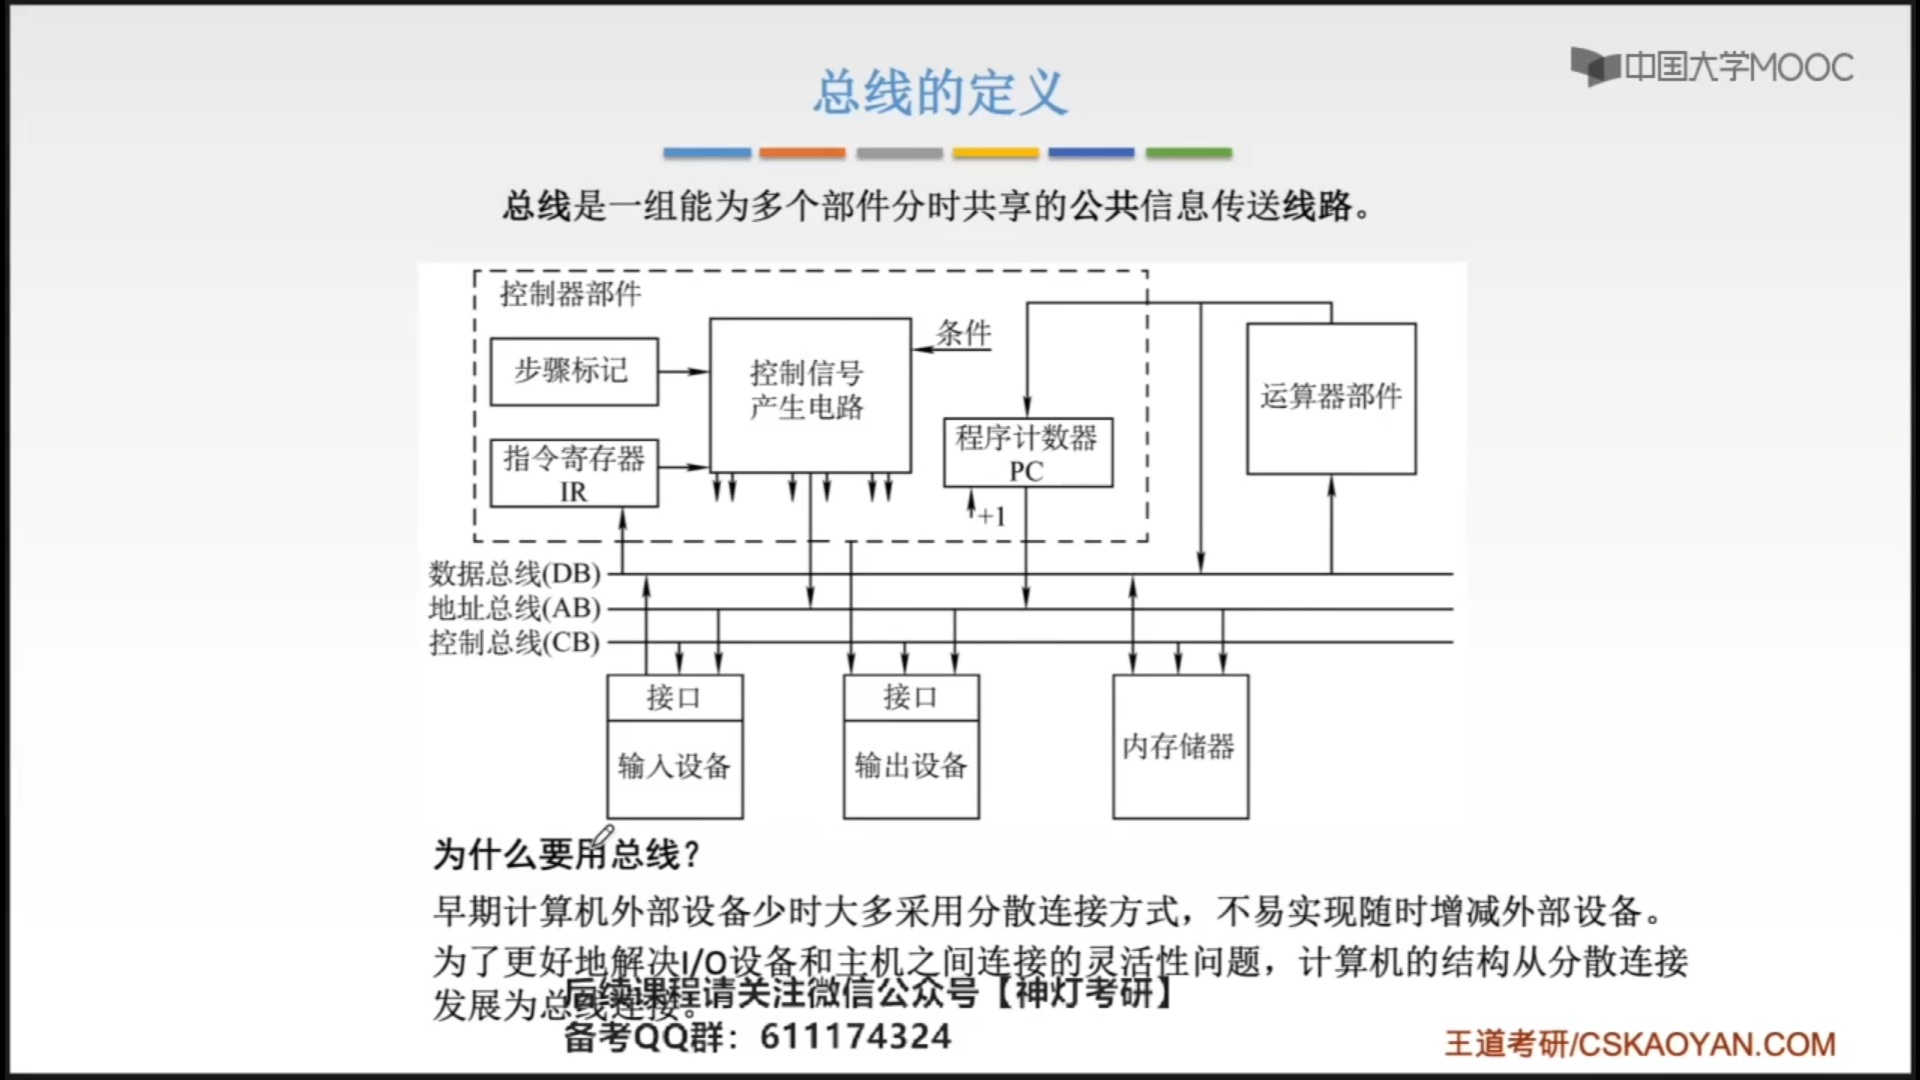 中国大学MOOC
总线的定义
总线是一组能为多个部件分时共享的公共信息传送线路。
控制器部件
步骤标记
控制信号
产生电路
条件
运算器部件
指令寄存器
IR
程序计数器
PC
+1
数据总线(DB)
地址总线(AB)
控制总线(CB)
接口
输入设备
接口
输出设备
内存储器
为什么要用总线?
早期计算机外部设备少时大多采用分散连接方式，不易实现随时增减外部设备。
为了更好地解决I/O设备和主机之间连接的灵活性问题，计算机的结构从分散连接
发展为总线连接。
后续课程请关注微信公众号【神灯考研】
备考QQ群：611174324
王道考研/CSKAOYAN.COM